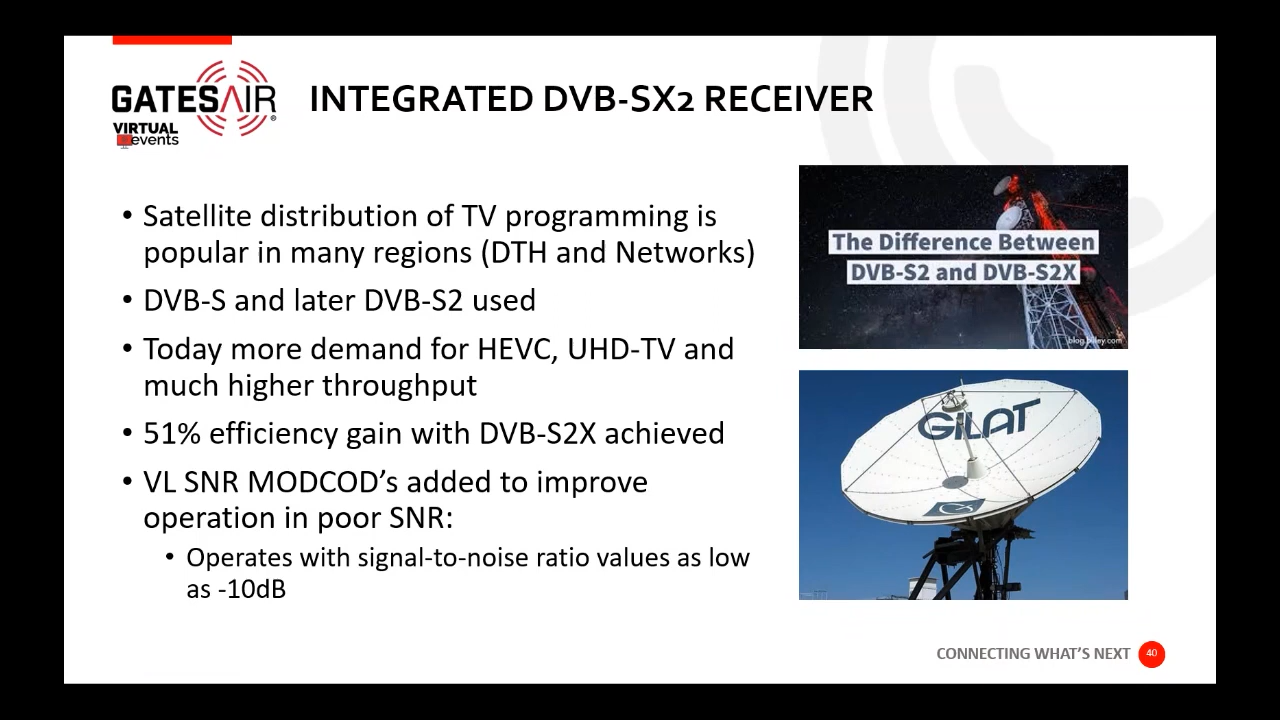 GATESAIR
VIRTUAL
events
INTEGRATED DVB-SX2 RECEIVER
• Satellite distribution of TV programming is
popular in many regions (DTH and Networks)
• DVB-S and later DVB-S2 used
• Today more demand for HEVC, UHD-TV and
much higher throughput
• 51% efficiency gain with DVB-S2X achieved
• VL SNR MODCOD’s added to improve
operation in poor SNR:
• Operates with signal-to-noise ratio values as low
as -10dB
The Difference Between
DVB-S2 and DVB-S2X
GILAT
CONNECTING WHAT’S NEXT 40